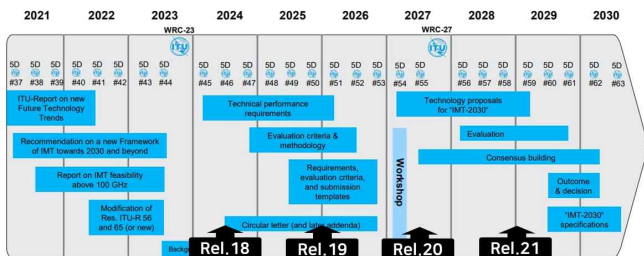 2021 2022 2023 2024 2025 2026 2027 2028 2029 2030
WRC-23 WRC-27
ITU
5D 5D 5D 5D 5D 5D 5D 5D 5D 5D 5D 5D 5D 5D 5D 5D 5D 5D 5D 5D 5D 5D 5D 5D 5D 5D 5D
#37 #38 #39 #40 #41 #42 #43 #44 #45 #46 #47 #48 #49 #50 #51 #52 #53 #54 #55 #56 #57 #58 #59 #60 #61 #62 #63
ITU-Report on new
Future Technology
Trends
Technical performance
requirements
Technology proposals
for "IMT-2030"
Recommendation on a new Framework
of IMT towards 2030 and beyond
Evaluation criteria &
methodology
Evaluation
Workshop
Consensus building
Report on IMT feasibility
above 100 GHz
Requirements,
evaluation criteria,
and submission
templates
Outcome
& decision
Modification of
Res. ITU-R 56
and 65 (or new)
Circular letter (and later addenda)
"IMT-2030"
specifications
Rel.18 Rel.19 Rel.20 Rel.21